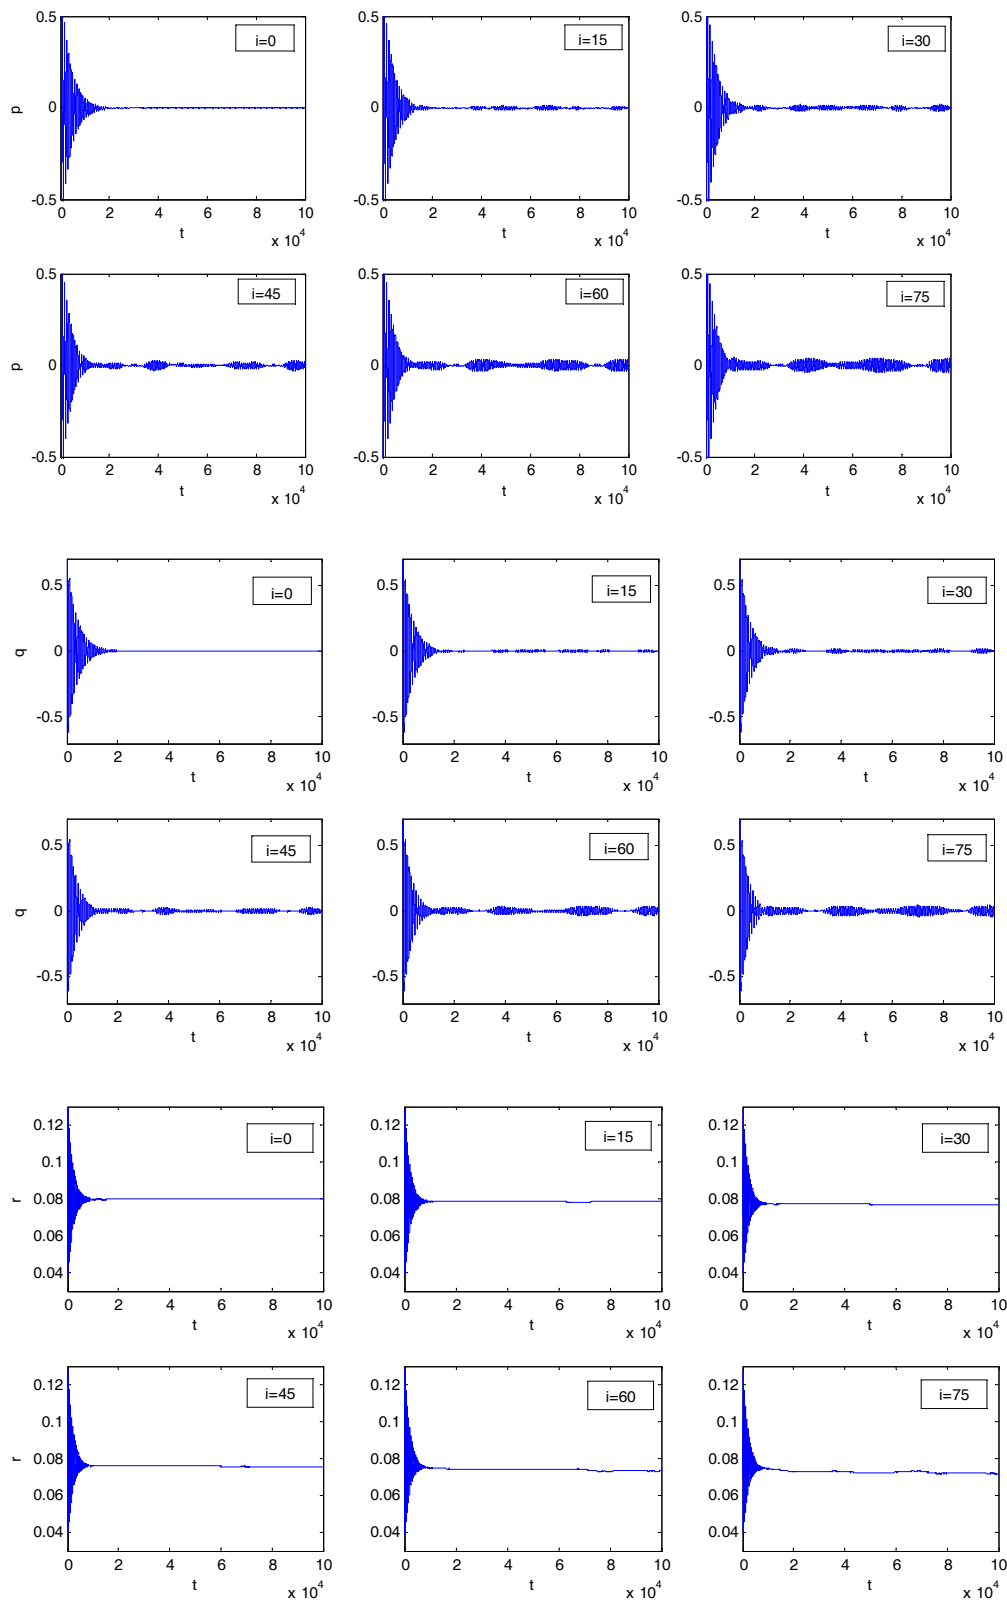 0.5 0 -0.5 p i=0 0 2 4 6 8 10 t x 10^4
i=15 0.5 0 -0.5 0 2 4 6 8 10 t x 10^4
i=30 0.5 0 -0.5 0 2 4 6 8 10 t x 10^4
0.5 0 -0.5 p i=45 0 2 4 6 8 10 t x 10^4
i=60 0.5 0 -0.5 0 2 4 6 8 10 t x 10^4
i=75 0.5 0 -0.5 0 2 4 6 8 10 t x 10^4
0.5 0 -0.5 q i=0 0 2 4 6 8 10 t x 10^4
i=15 0.5 0 -0.5 0 2 4 6 8 10 t x 10^4
i=30 0.5 0 -0.5 0 2 4 6 8 10 t x 10^4
0.5 0 -0.5 q i=45 0 2 4 6 8 10 t x 10^4
i=60 0.5 0 -0.5 0 2 4 6 8 10 t x 10^4
i=75 0.5 0 -0.5 0 2 4 6 8 10 t x 10^4
0.12 0.1 0.08 0.06 0.04 r i=0 0 2 4 6 8 10 t x 10^4
i=15 0.12 0.1 0.08 0.06 0.04 0 2 4 6 8 10 t x 10^4
i=30 0.12 0.1 0.08 0.06 0.04 0 2 4 6 8 10 t x 10^4
0.12 0.1 0.08 0.06 0.04 r i=45 0 2 4 6 8 10 t x 10^4
i=60 0.12 0.1 0.08 0.06 0.04 0 2 4 6 8 10 t x 10^4
i=75 0.12 0.1 0.08 0.06 0.04 0 2 4 6 8 10 t x 10^4